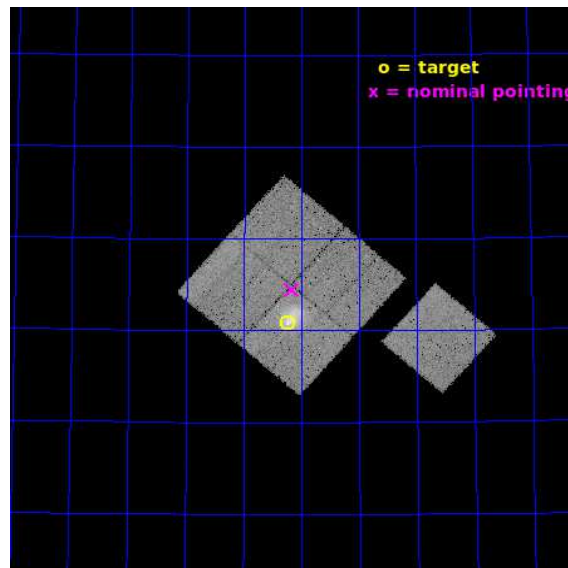 o = target
x = nominal pointing